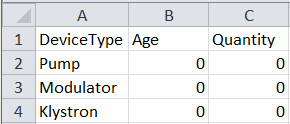 A B C
1 DeviceType Age Quantity
2 Pump 0 0
3 Modulator 0 0
4 Klystron 0 0